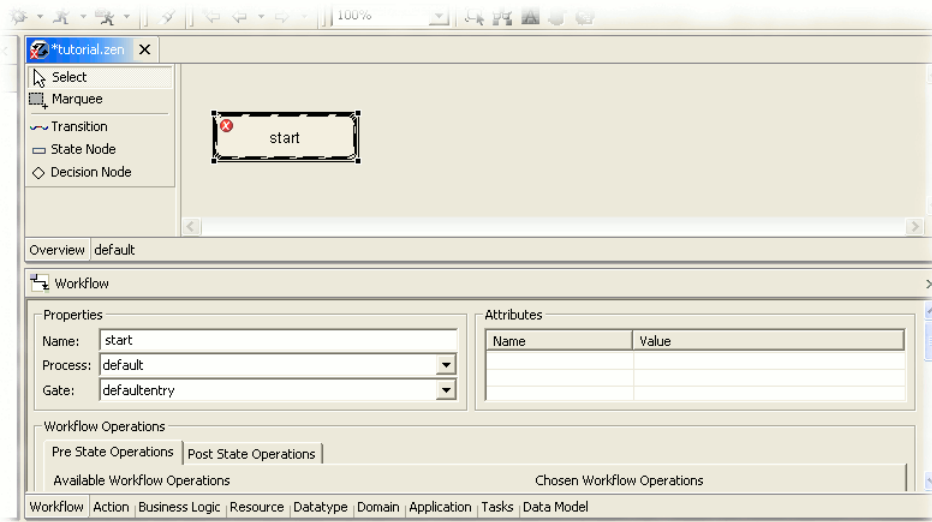 100%
*tutorial.zen
Select
Marquee
Transition
State Node
Decision Node
start
Overview default
Workflow
Properties
Name: start
Process: default
Gate: defaultentry
Attributes
Name Value
Workflow Operations
Pre State Operations Post State Operations
Available Workflow Operations Chosen Workflow Operations
Workflow Action Business Logic Resource Datatype Domain Application Tasks Data Model